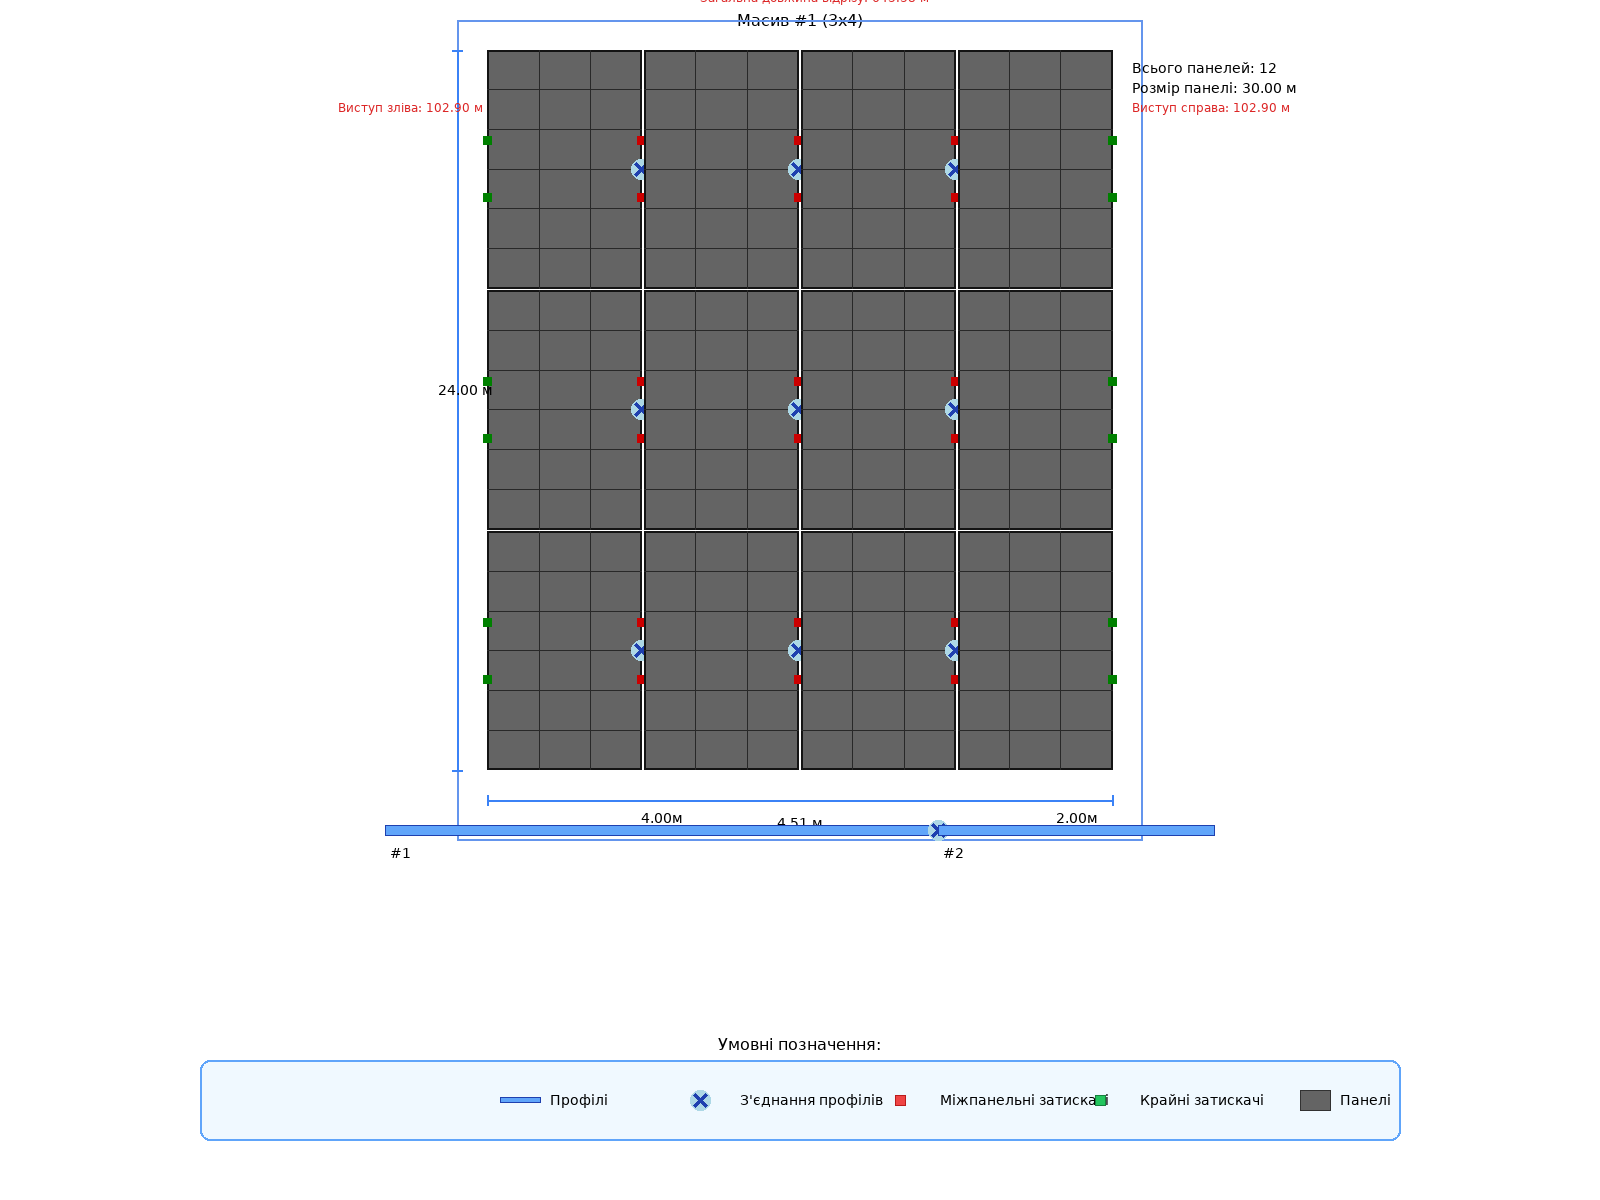 Масив #1 (3x4)
Всього панелей: 12
Розмір панелі: 30.00 м
Виступ зліва: 102.90 м
Виступ справа: 102.90 м
24.00 м
4.00м
4.51 м
2.00м
#1
#2
Умовні позначення:
Профілі
З'єднання профілів
Міжпанельні затискачі
Крайні затискачі
Панелі